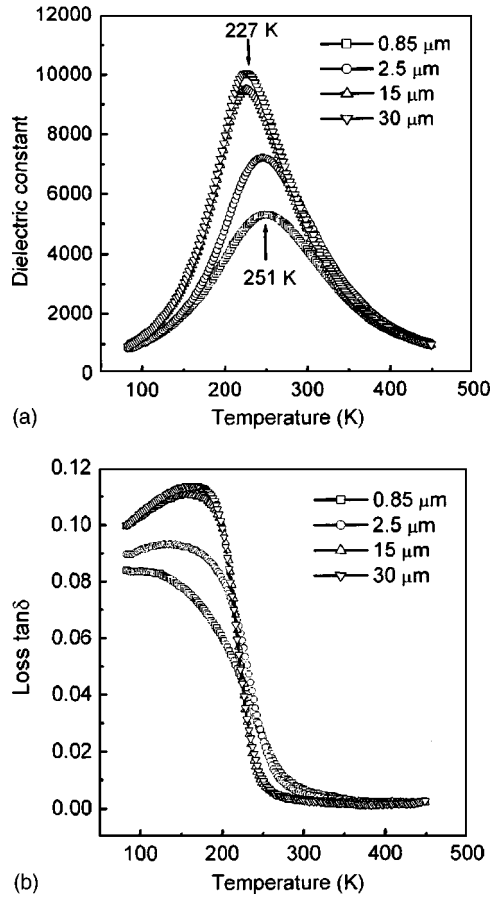 (a)
227 K
251 K
0.85 μm
2.5 μm
15 μm
30 μm
Dielectric constant
10000
8000
6000
4000
2000
0
100 200 300 400 500
Temperature (K)
(b)
0.85 μm
2.5 μm
15 μm
30 μm
Loss tanδ
0.12
0.10
0.08
0.06
0.04
0.02
0.00
100 200 300 400 500
Temperature (K)